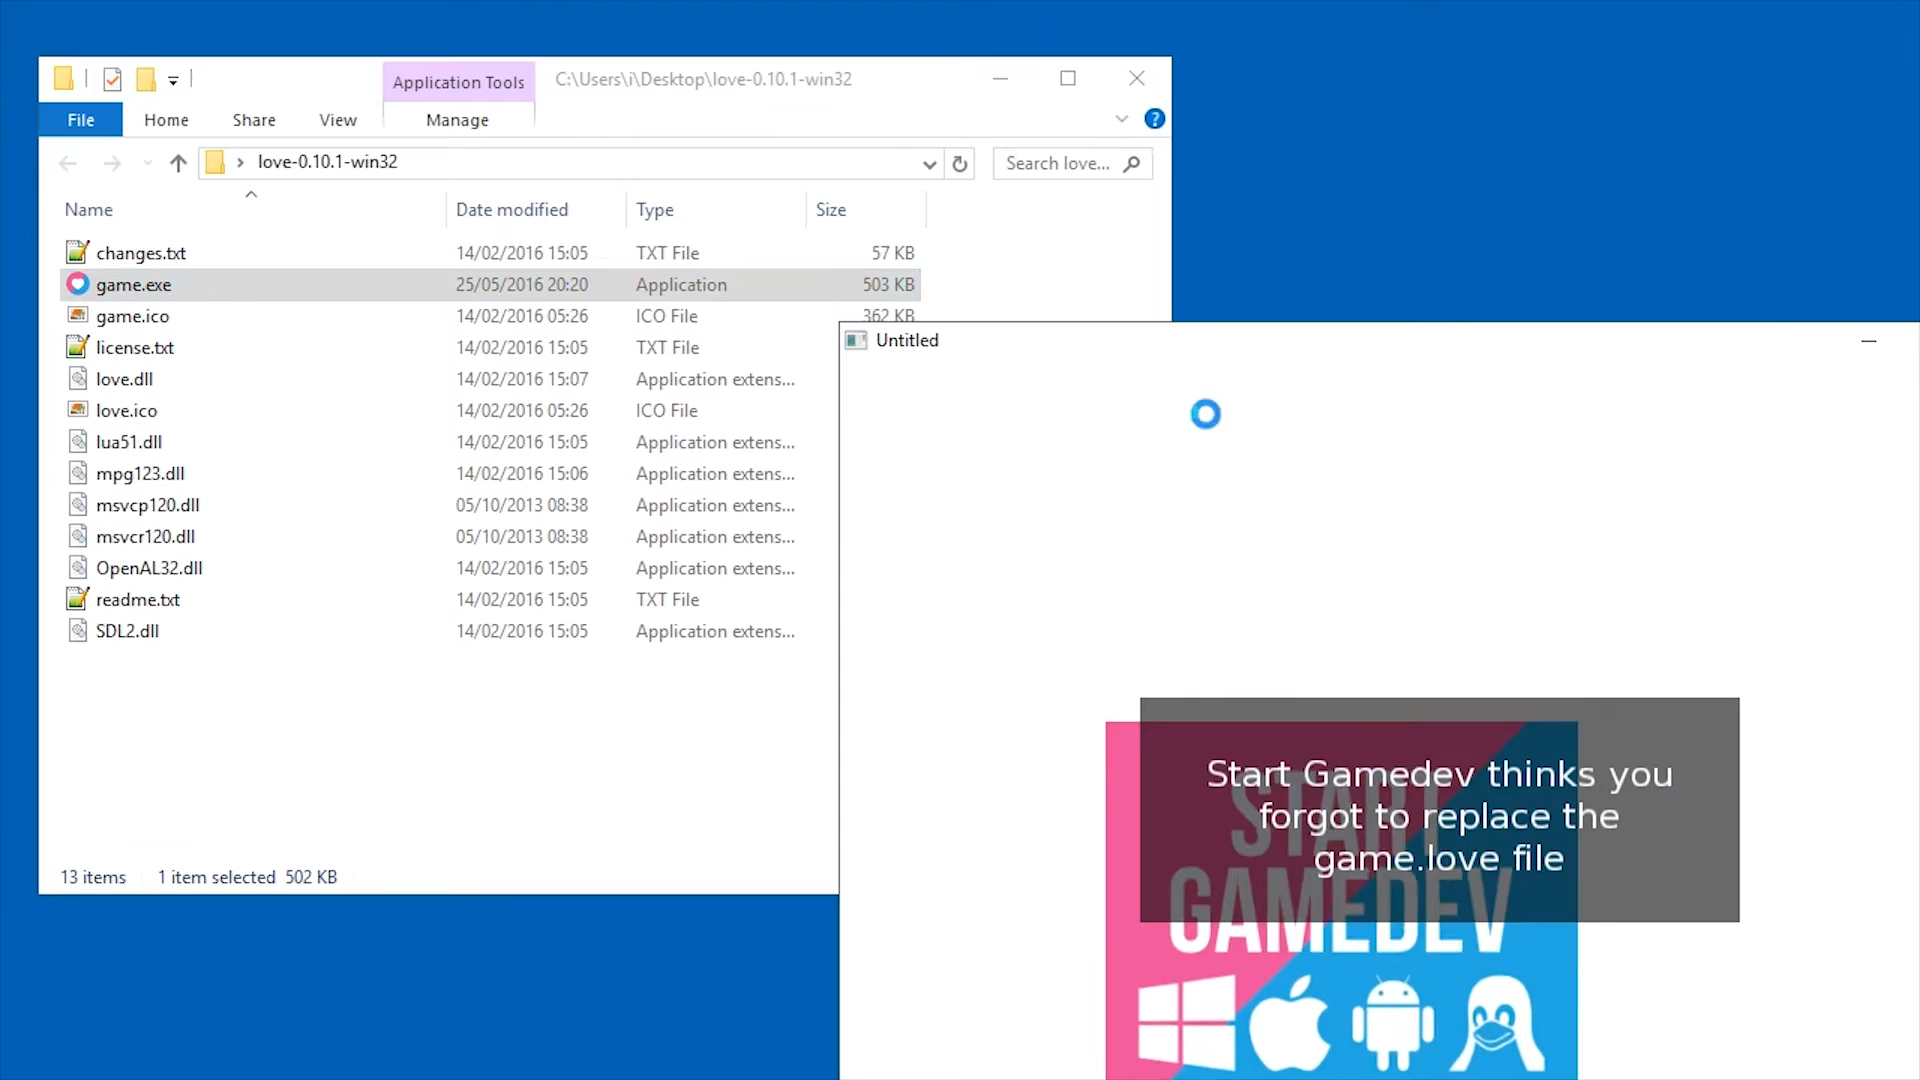 Application Tools
C:\Users\i\Desktop\love-0.10.1-win32
File Home Share View Manage
love-0.10.1-win32
Search love...
Name Date modified Type Size
changes.txt 14/02/2016 15:05 TXT File 57 KB
game.exe 25/05/2016 20:20 Application 503 KB
game.ico 14/02/2016 05:26 ICO File 362 KB
license.txt 14/02/2016 15:05 TXT File
love.dll 14/02/2016 15:07 Application extens...
love.ico 14/02/2016 05:26 ICO File
lua51.dll 14/02/2016 15:05 Application extens...
mpg123.dll 14/02/2016 15:06 Application extens...
msvcp120.dll 05/10/2013 08:38 Application extens...
msvcr120.dll 05/10/2013 08:38 Application extens...
OpenAL32.dll 14/02/2016 15:05 Application extens...
readme.txt 14/02/2016 15:05 TXT File
SDL2.dll 14/02/2016 15:05 Application extens...
13 items 1 item selected 502 KB
Untitled
Start Gamedev thinks you
forgot to replace the
game.love file
START
GAMEDEV